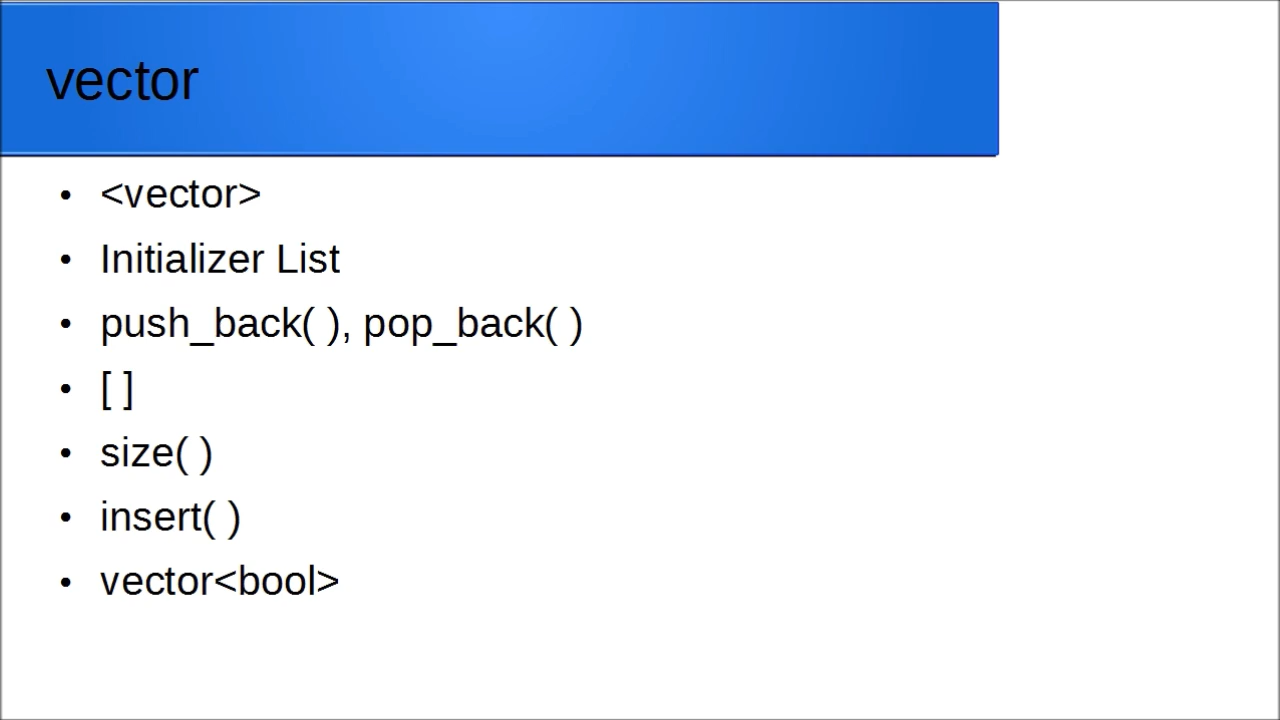 vector
• <vector>
• Initializer List
• push_back( ), pop_back( )
• [ ]
• size( )
• insert( )
• vector<bool>